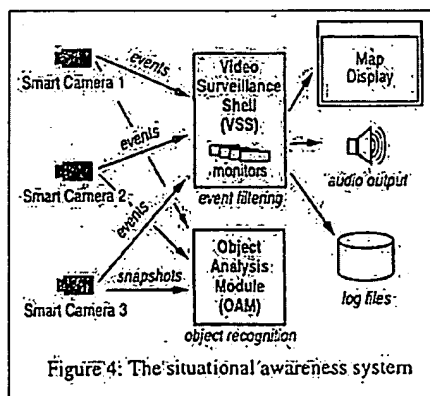 Smart Camera 1
events
Video
Surveillance
Shell
(VSS)
monitors
event filtering
Map
Display
audio output
Smart Camera 2
events
log files
Smart Camera 3
events
snapshots
Object
Analysis
Module
(OAM)
object recognition
Figure 4: The situational awareness system